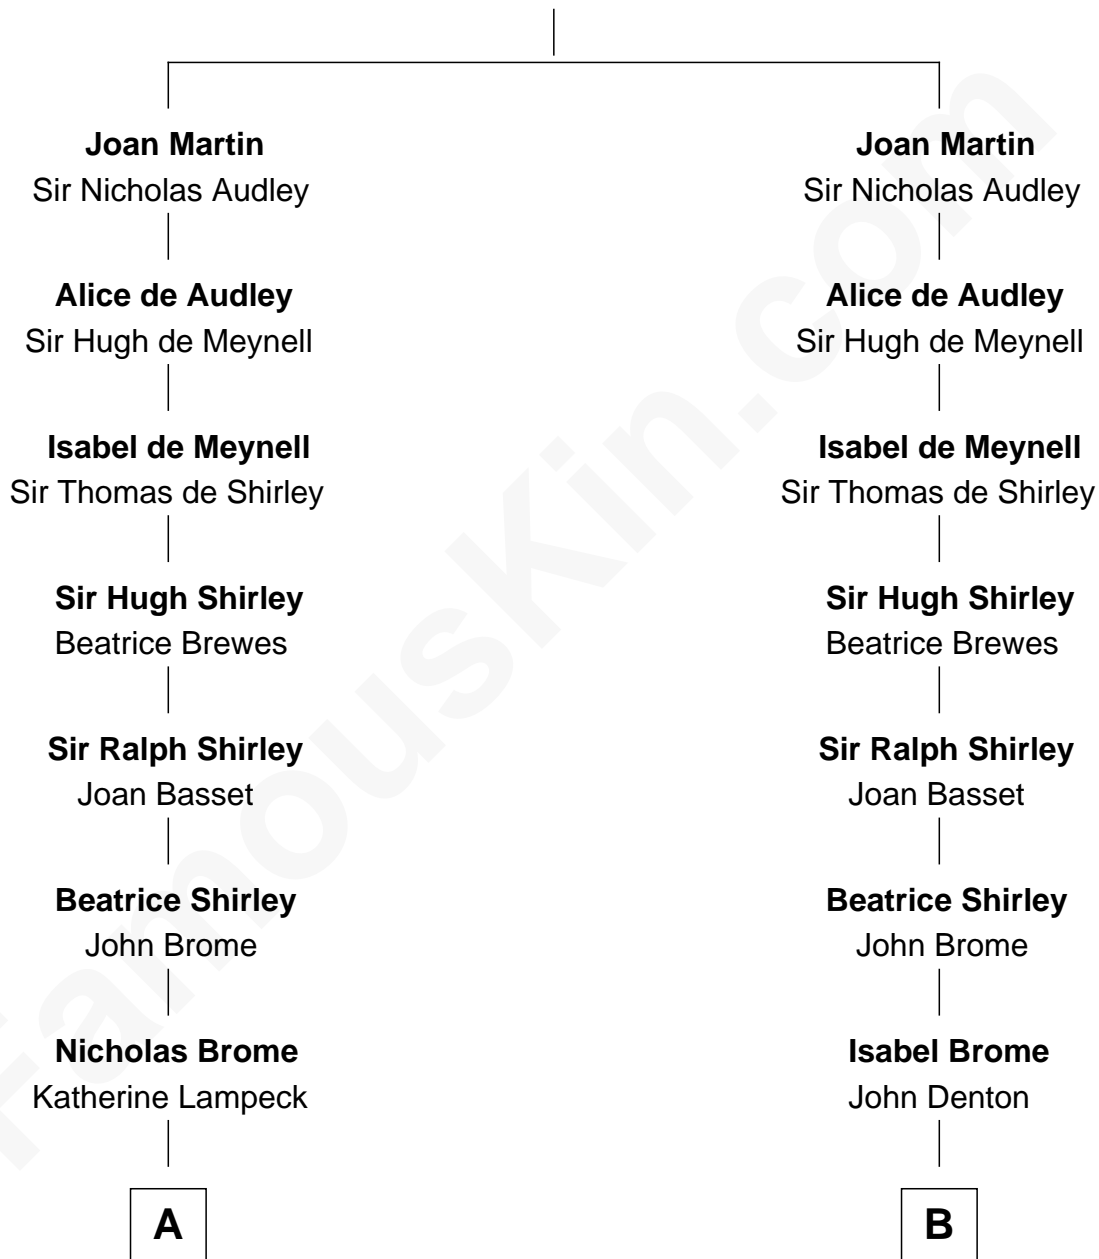 Joan Martin
Sir Nicholas Audley
Alice de Audley
Sir Hugh de Meynell
Isabel de Meynell
Sir Thomas de Shirley
Sir Hugh Shirley
Beatrice Brewes
Sir Ralph Shirley
Joan Basset
Beatrice Shirley
John Brome
Nicholas Brome
Katherine Lampeck
A
Joan Martin
Sir Nicholas Audley
Alice de Audley
Sir Hugh de Meynell
Isabel de Meynell
Sir Thomas de Shirley
Sir Hugh Shirley
Beatrice Brewes
Sir Ralph Shirley
Joan Basset
Beatrice Shirley
John Brome
Isabel Brome
John Denton
B
FamousKin.com